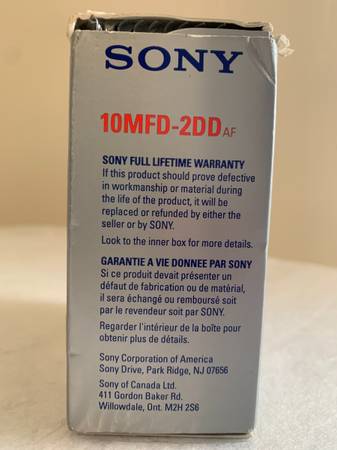 SONY
10MFD-2DD AF
SONY FULL LIFETIME WARRANTY
If this product should prove defective
in workmanship or material during
the life of the product, it will be
replaced or refunded by either the
seller or by SONY.
Look to the inner box for more details.
GARANTIE A VIE DONNEE PAR SONY
Si ce produit devait présenter un
défaut de fabrication ou de matérial,
il sera échangé ou remboursé soit
par le revendeur soit par SONY.
Regarder l'intérieur de la boîte pour
obtenir plus de détails.
Sony Corporation of America
Sony Drive, Park Ridge, NJ 07656
Sony of Canada Ltd.
411 Gordon Baker Rd.
Willowdale, Ont. M2H 2S6